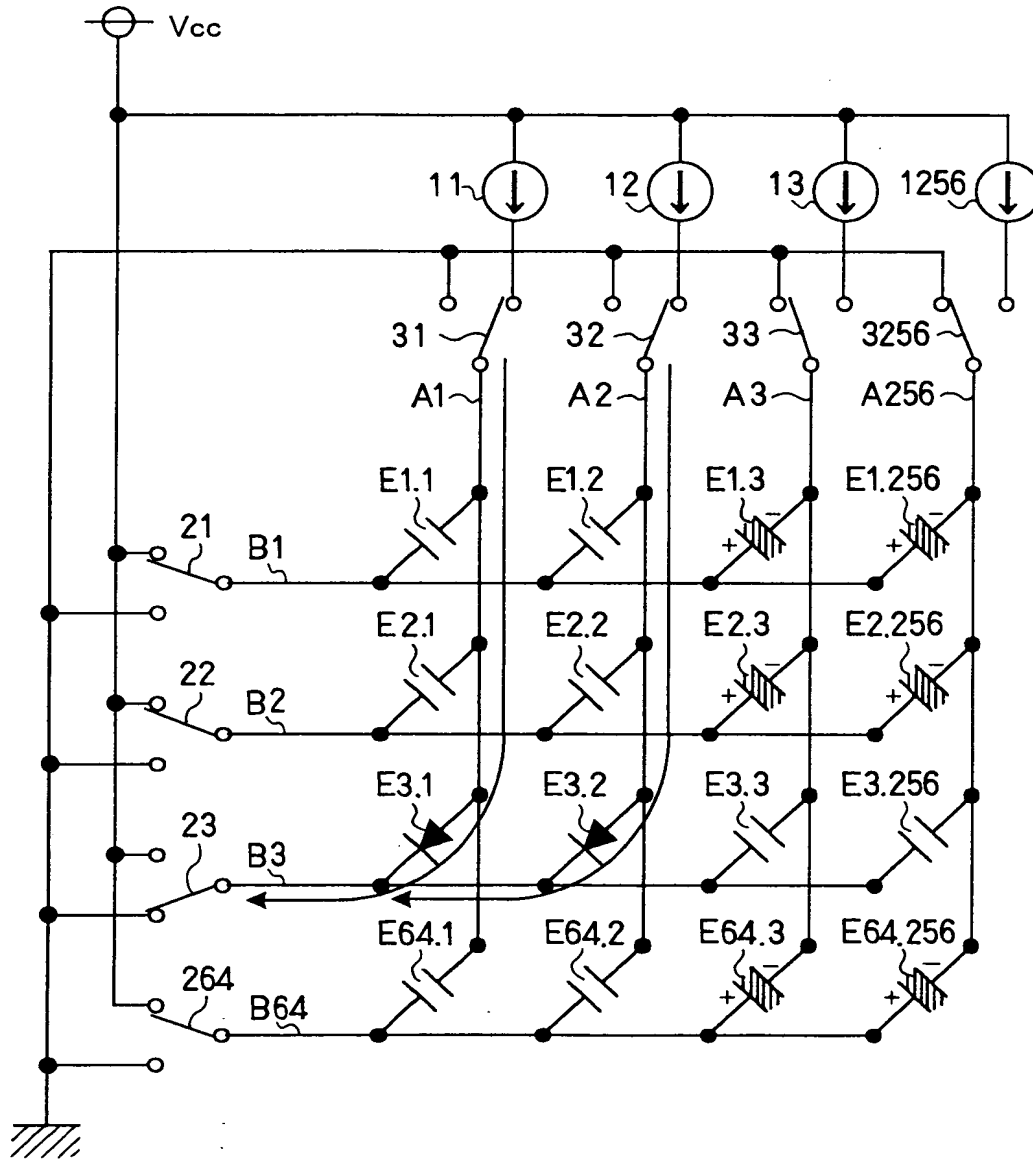 Vcc
11 12 13 1256
31 32 33 3256
A1 A2 A3 A256
E1.1 E1.2 E1.3 E1.256
21 B1 + − + −
E2.1 E2.2 E2.3 E2.256
22 B2 + − + −
E3.1 E3.2 E3.3 E3.256
23 B3
E64.1 E64.2 E64.3 E64.256
264 B64 + − + −